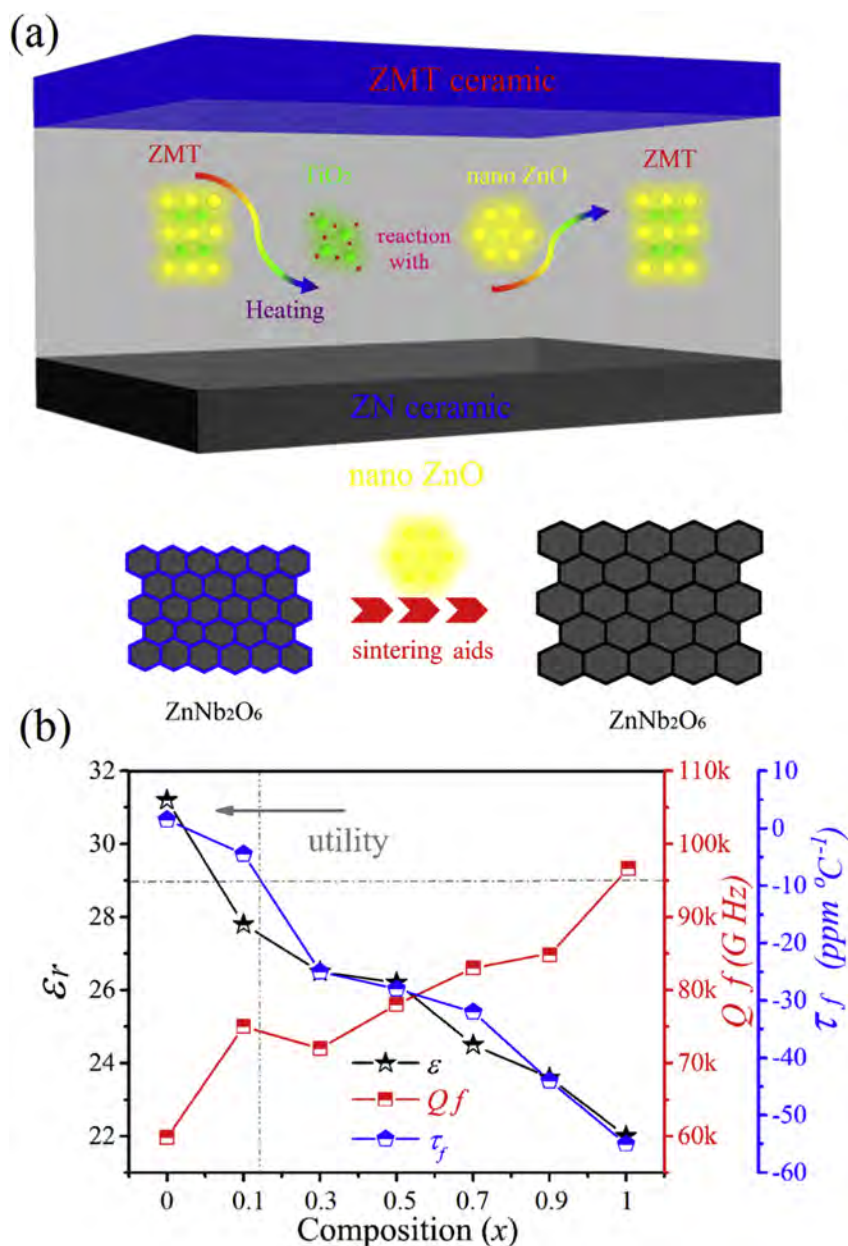 (a)
ZMT ceramic
ZMT
TiO₂
nano ZnO
ZMT
reaction
with
Heating
ZN ceramic
nano ZnO
sintering aids
ZnNb₂O₆
ZnNb₂O₆
(b)
32
30
28
26
24
22
εr
utility
ε
Q f
τf
0
0.1
0.3
0.5
0.7
0.9
1
Composition (x)
110k
100k
90k
80k
70k
60k
Q f (G Hz)
10
0
-10
-20
-30
-40
-50
-60
τf (ppm °C⁻¹)